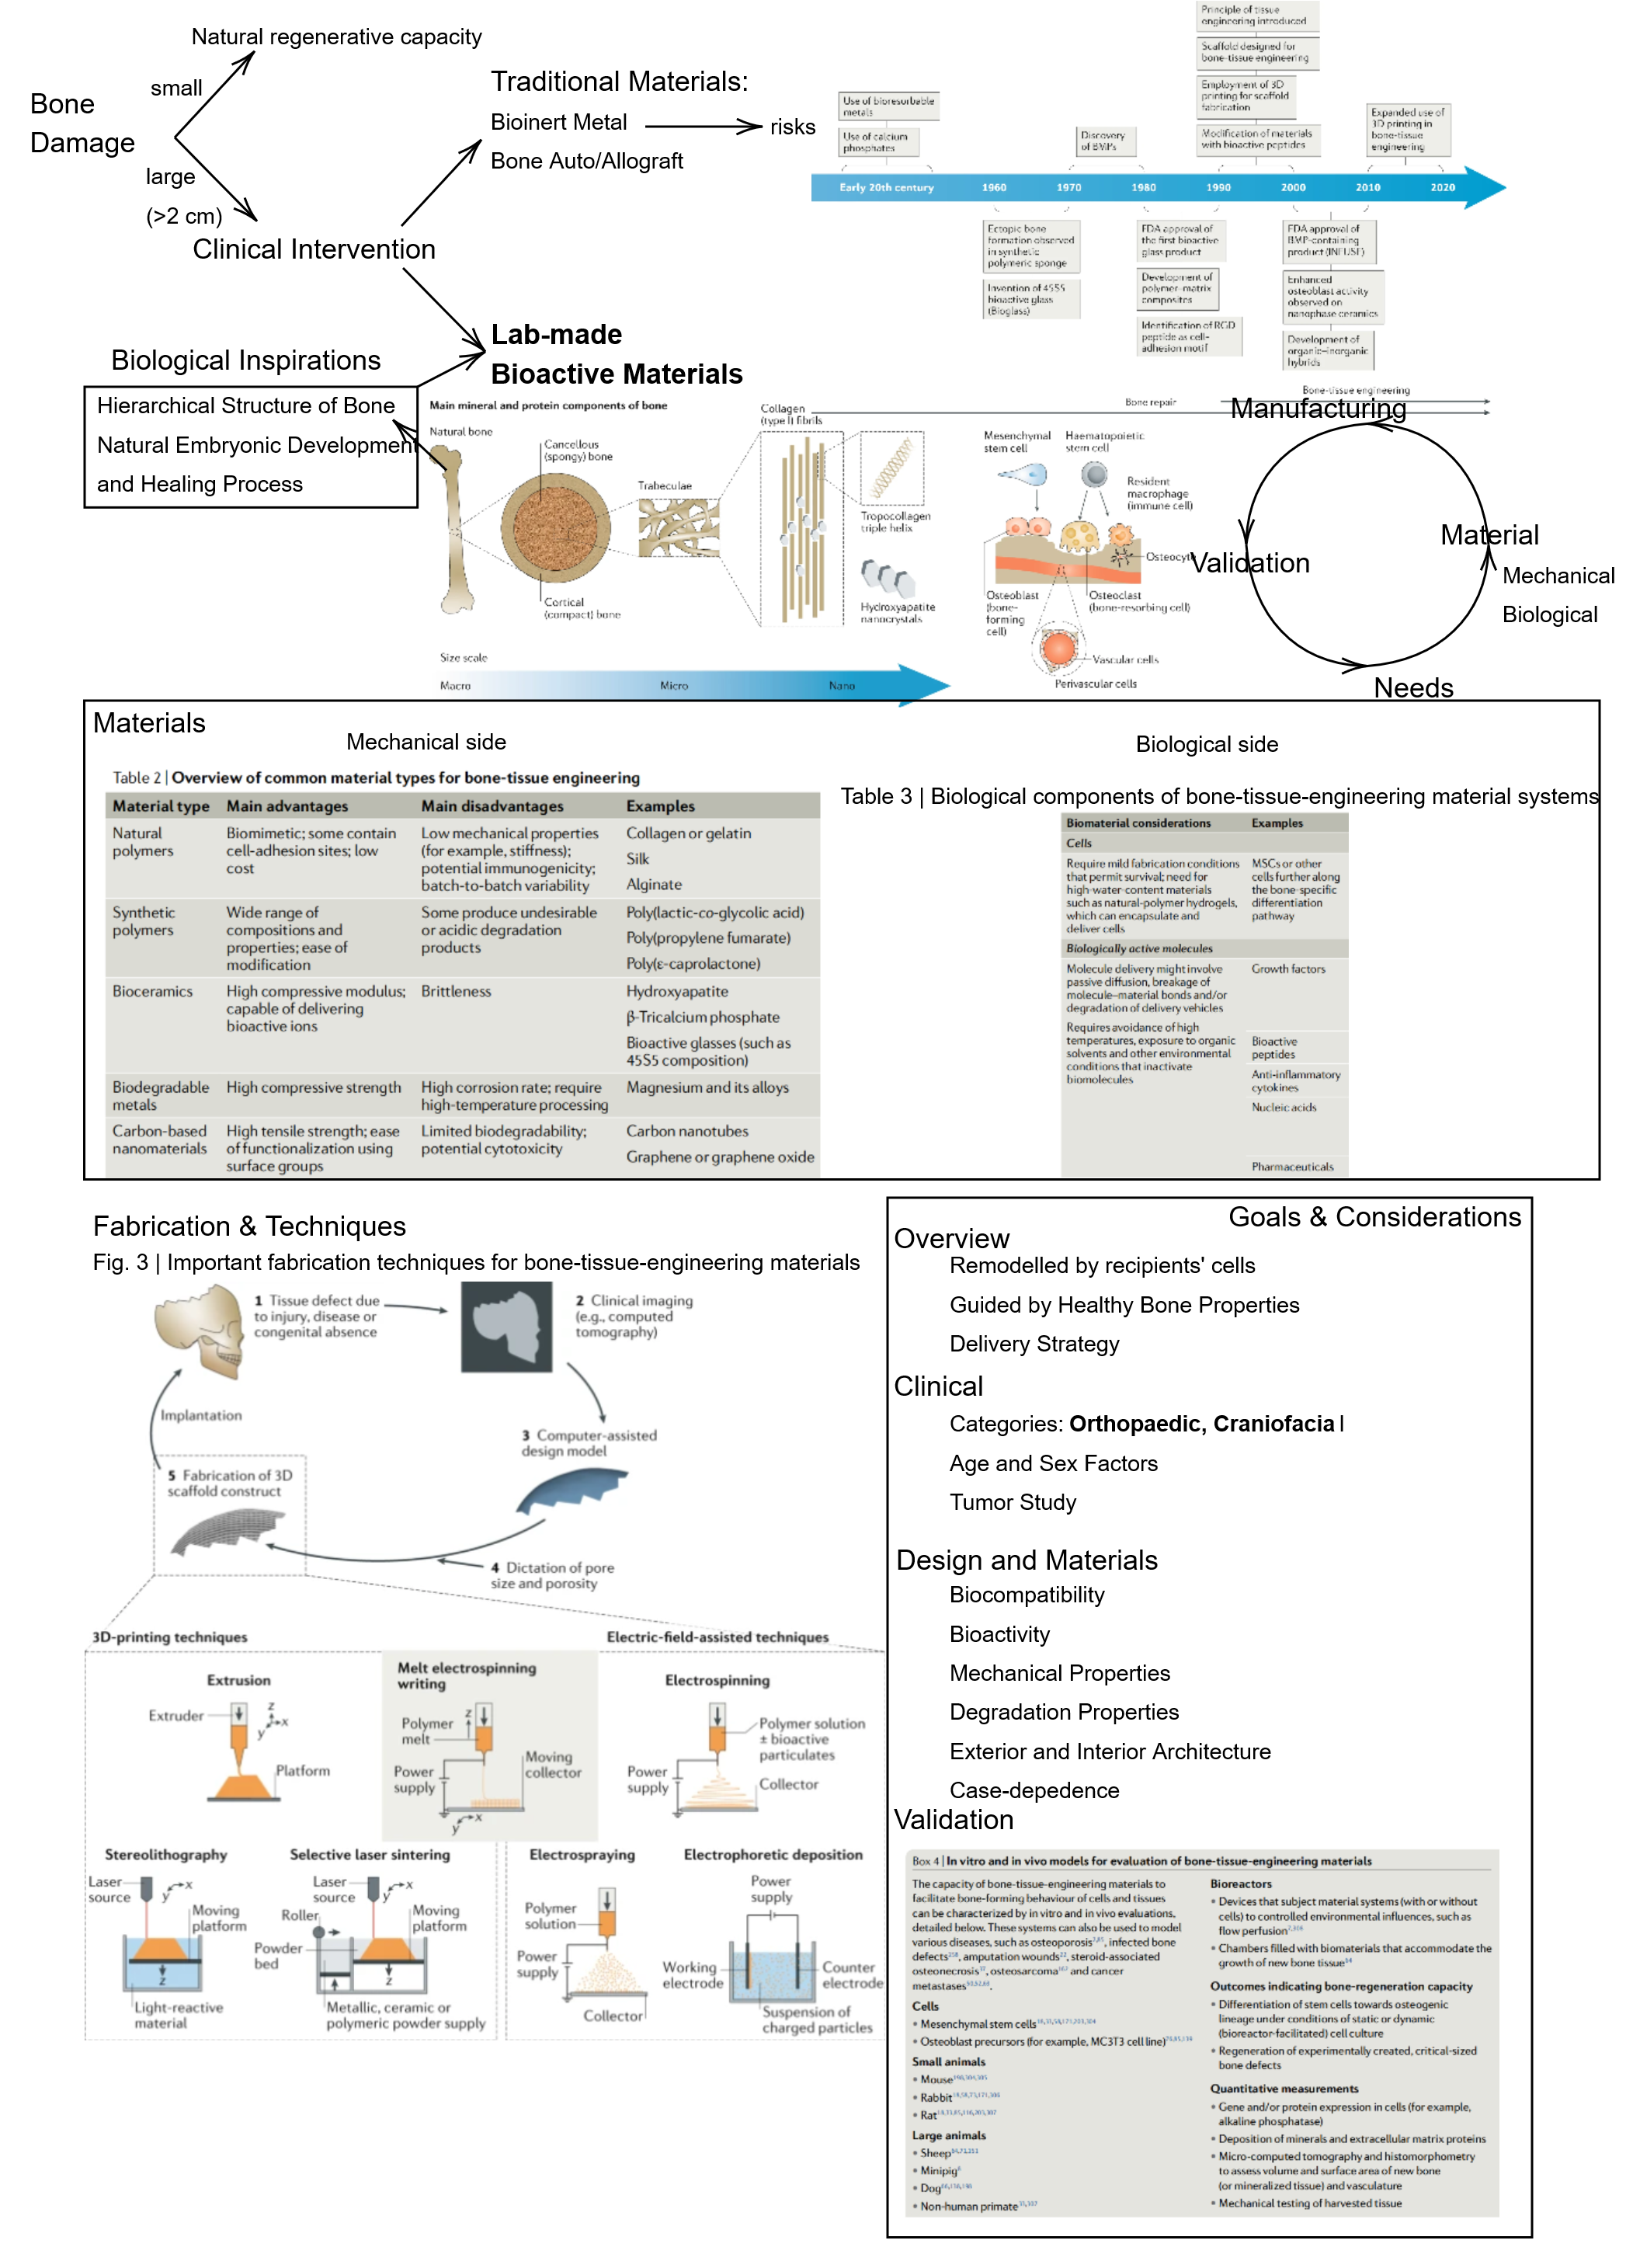 Natural regenerative capacity
small
Bone
Damage
large
(>2 cm)
Clinical Intervention
Traditional Materials:
Bioinert Metal
risks
Bone Auto/Allograft
Lab-made
Bioactive Materials
Biological Inspirations
Hierarchical Structure of Bone
Natural Embryonic Development
and Healing Process
Principle of tissue
engineering introduced
Scaffold designed for
bone-tissue engineering
Employment of 3D
printing for scaffold
fabrication
Modification of materials
with bioactive peptides
Use of bioresorbable
metals
Use of calcium
phosphates
Discovery
of BMPs
Expanded use of
3D printing in
bone-tissue
engineering
Early 20th century 1960 1970 1980 1990 2000 2010 2020
Ectopic bone
formation observed
in synthetic
polymeric sponge
Invention of 45S5
bioactive glass
(Bioglass)
FDA approval of
the first bioactive
glass product
Development of
polymer–matrix
composites
Identification of RGD
peptide as cell-
adhesion motif
FDA approval of
BMP-containing
product (INFUSE)
Enhanced
osteoblast activity
observed on
nanophase ceramics
Development of
organic–inorganic
hybrids
Bone-tissue engineering
Bone repair
Main mineral and protein components of bone
Natural bone
Cancellous
(spongy) bone
Cortical
(compact) bone
Trabeculae
Collagen
(type I) fibrils
Tropocollagen
triple helix
Hydroxyapatite
nanocrystals
Size scale
Macro Micro Nano
Mesenchymal
stem cell
Haematopoietic
stem cell
Resident
macrophage
(immune cell)
Osteocyt
Osteoblast
(bone-
forming
cell)
Osteoclast
(bone-resorbing cell)
Vascular cells
Perivascular cells
Manufacturing
Material
Mechanical
Biological
Validation
Needs
Materials
Mechanical side
Table 2 | Overview of common material types for bone-tissue engineering
Material type Main advantages Main disadvantages Examples
Natural
polymers
Biomimetic; some contain
cell-adhesion sites; low
cost
Low mechanical properties
(for example, stiffness);
potential immunogenicity;
batch-to-batch variability
Collagen or gelatin
Silk
Alginate
Synthetic
polymers
Wide range of
compositions and
properties; ease of
modification
Some produce undesirable
or acidic degradation
products
Poly(lactic-co-glycolic acid)
Poly(propylene fumarate)
Poly(ε-caprolactone)
Bioceramics
High compressive modulus;
capable of delivering
bioactive ions
Brittleness
Hydroxyapatite
β-Tricalcium phosphate
Bioactive glasses (such as
45S5 composition)
Biodegradable
metals
High compressive strength
High corrosion rate; require
high-temperature processing
Magnesium and its alloys
Carbon-based
nanomaterials
High tensile strength; ease
of functionalization using
surface groups
Limited biodegradability;
potential cytotoxicity
Carbon nanotubes
Graphene or graphene oxide
Biological side
Table 3 | Biological components of bone-tissue-engineering material systems
Biomaterial considerations Examples
Cells
Require mild fabrication conditions
that permit survival; need for
high-water-content materials
such as natural-polymer hydrogels,
which can encapsulate and
deliver cells
MSCs or other
cells further along
the bone-specific
differentiation
pathway
Biologically active molecules
Molecule delivery might involve
passive diffusion, breakage of
molecule–material bonds and/or
degradation of delivery vehicles
Requires avoidance of high
temperatures, exposure to organic
solvents and other environmental
conditions that inactivate
biomolecules
Growth factors
Bioactive
peptides
Anti-inflammatory
cytokines
Nucleic acids
Pharmaceuticals
Fabrication & Techniques
Fig. 3 | Important fabrication techniques for bone-tissue-engineering materials
1 Tissue defect due
to injury, disease or
congenital absence
2 Clinical imaging
(e.g., computed
tomography)
3 Computer-assisted
design model
4 Dictation of pore
size and porosity
5 Fabrication of 3D
scaffold construct
Implantation
3D-printing techniques
Electric-field-assisted techniques
Extrusion
Extruder
z
x
y
Platform
Melt electrospinning
writing
Polymer
melt
z
Power
supply
Moving
collector
x
y
Electrospinning
Polymer solution
± bioactive
particulates
Power
supply
Collector
Stereolithography
Laser
source
x
y
Moving
platform
z
Light-reactive
material
Selective laser sintering
Laser
source
x
y
Roller
Moving
platform
Powder
bed
z
Metallic, ceramic or
polymeric powder supply
Electrospraying
Polymer
solution
Power
supply
Collector
Electrophoretic deposition
Power
supply
Working
electrode
Counter
electrode
Suspension of
charged particles
Goals & Considerations
Overview
Remodelled by recipients' cells
Guided by Healthy Bone Properties
Delivery Strategy
Clinical
Categories: Orthopaedic, Craniofacial
Age and Sex Factors
Tumor Study
Design and Materials
Biocompatibility
Bioactivity
Mechanical Properties
Degradation Properties
Exterior and Interior Architecture
Case-depedence
Validation
Box 4 | In vitro and in vivo models for evaluation of bone-tissue-engineering materials
The capacity of bone-tissue-engineering materials to
facilitate bone-forming behaviour of cells and tissues
can be characterized by in vitro and in vivo evaluations,
detailed below. These systems can also be used to model
various diseases, such as osteoporosis, infected bone
defects, amputation wounds, steroid-associated
osteonecrosis, osteosarcoma and cancer
metastases.
Cells
• Mesenchymal stem cells
• Osteoblast precursors (for example, MC3T3 cell line)
Small animals
• Mouse
• Rabbit
• Rat
Large animals
• Sheep
• Minipig
• Dog
• Non-human primate
Bioreactors
• Devices that subject material systems (with or without
cells) to controlled environmental influences, such as
flow perfusion
• Chambers filled with biomaterials that accommodate the
growth of new bone tissue
Outcomes indicating bone-regeneration capacity
• Differentiation of stem cells towards osteogenic
lineage under conditions of static or dynamic
(bioreactor-facilitated) cell culture
• Regeneration of experimentally created, critical-sized
bone defects
Quantitative measurements
• Gene and/or protein expression in cells (for example,
alkaline phosphatase)
• Deposition of minerals and extracellular matrix proteins
• Micro-computed tomography and histomorphometry
to assess volume and surface area of new bone
(or mineralized tissue) and vasculature
• Mechanical testing of harvested tissue